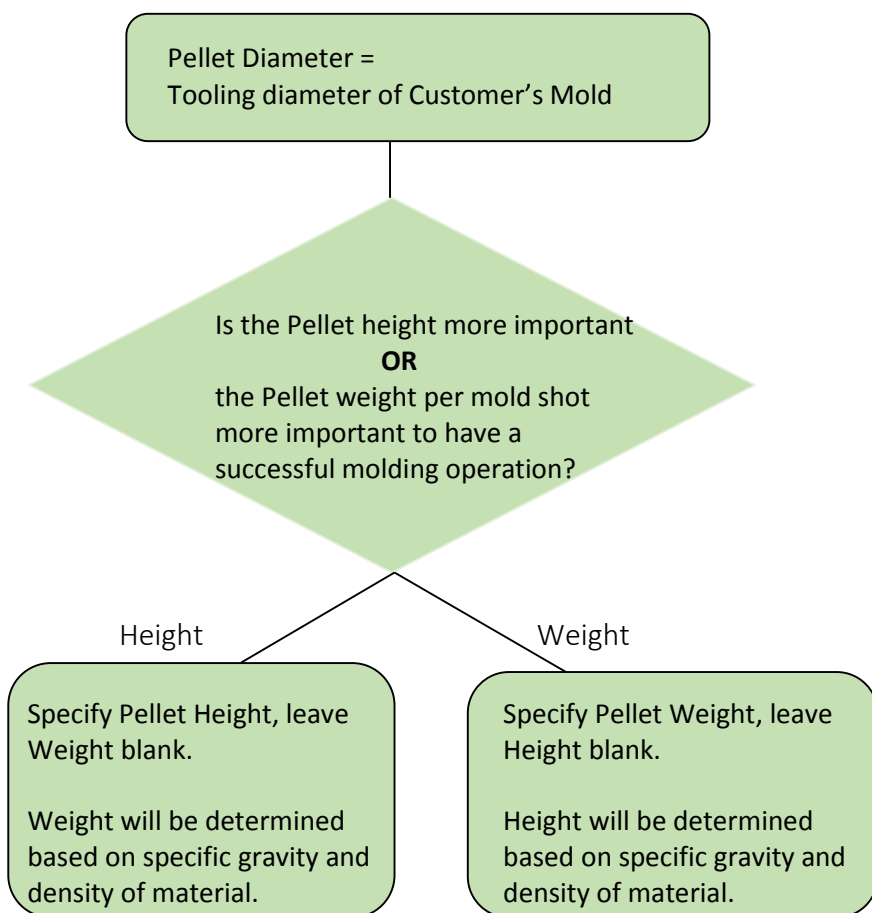 Pellet Diameter =
Tooling diameter of Customer’s Mold
Is the Pellet height more important
OR
the Pellet weight per mold shot
more important to have a
successful molding operation?
Height
Weight
Specify Pellet Height, leave
Weight blank.
Weight will be determined
based on specific gravity and
density of material.
Specify Pellet Weight, leave
Height blank.
Height will be determined
based on specific gravity and
density of material.